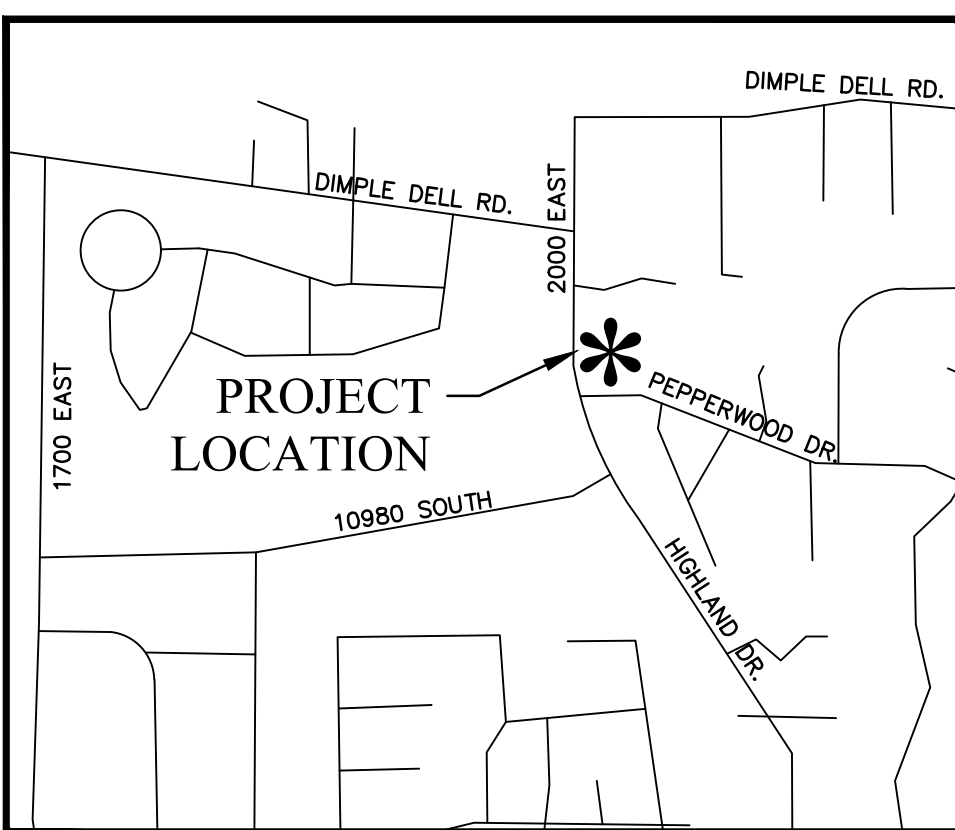 DIMPLE DELL RD.
DIMPLE DELL RD.
2000 EAST
PROJECT
LOCATION
PEPPERWOOD DR.
1700 EAST
10980 SOUTH
HIGHLAND DR.